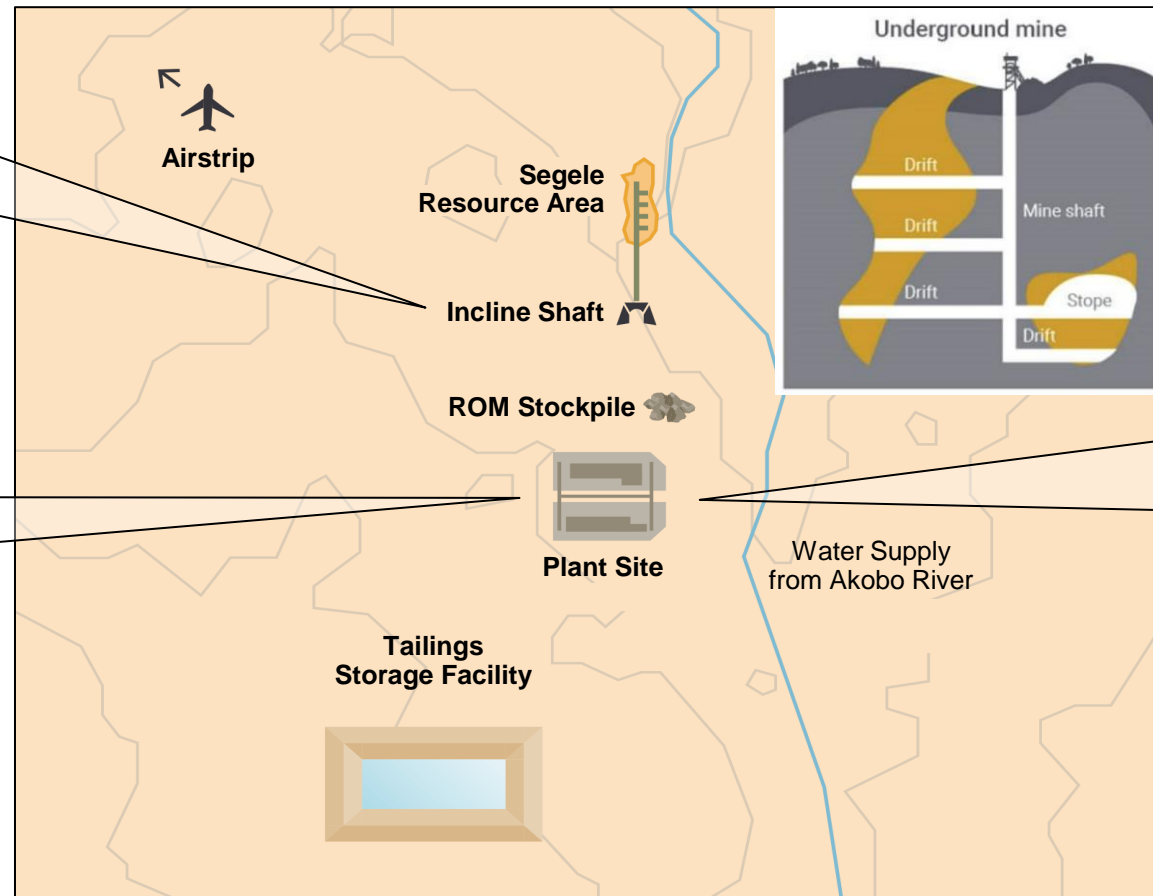 Underground mine
Drift
Mine shaft
Drift
Drift
Stope
Drift
Airstrip
Segele
Resource Area
Incline Shaft
ROM Stockpile
Plant Site
Water Supply
from Akobo River
Tailings
Storage Facility